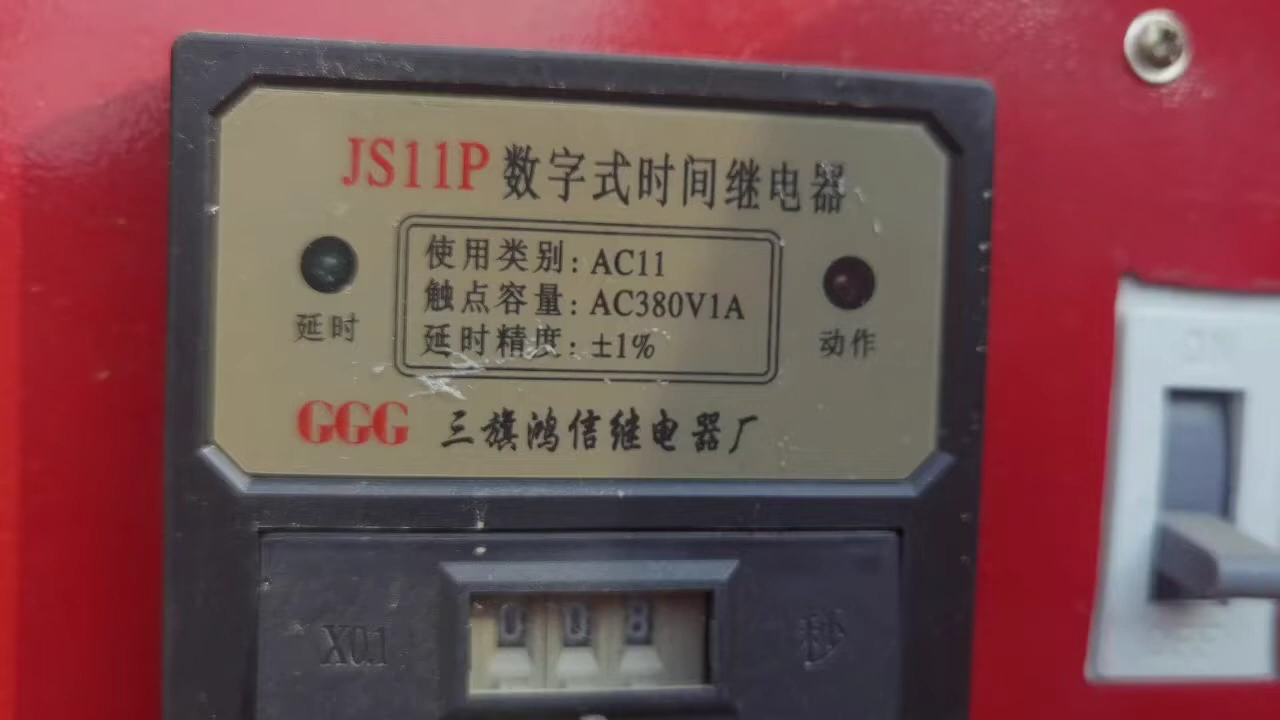 JS11P 数字式时间继电器
使用类别: AC11
触点容量: AC380V1A
延时精度: ±1%
延时
动作
GGG 三旗鸿信继电器厂
X0.1
008
秒